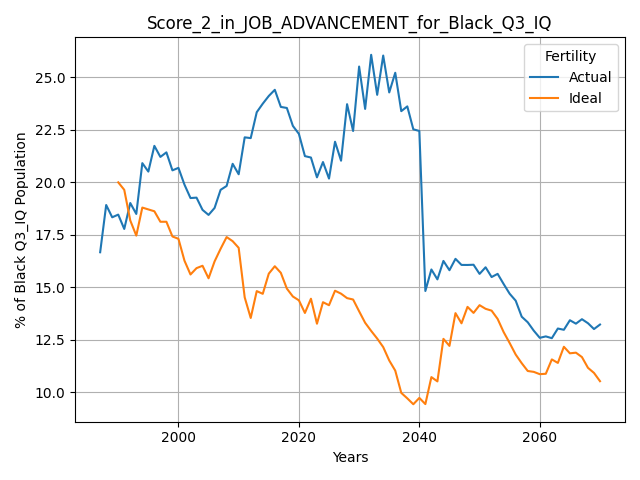 Score_2_in_JOB_ADVANCEMENT_for_Black_Q3_IQ
Fertility
Actual
Ideal
% of Black Q3_IQ Population
25.0
22.5
20.0
17.5
15.0
12.5
10.0
2000 2020 2040 2060
Years